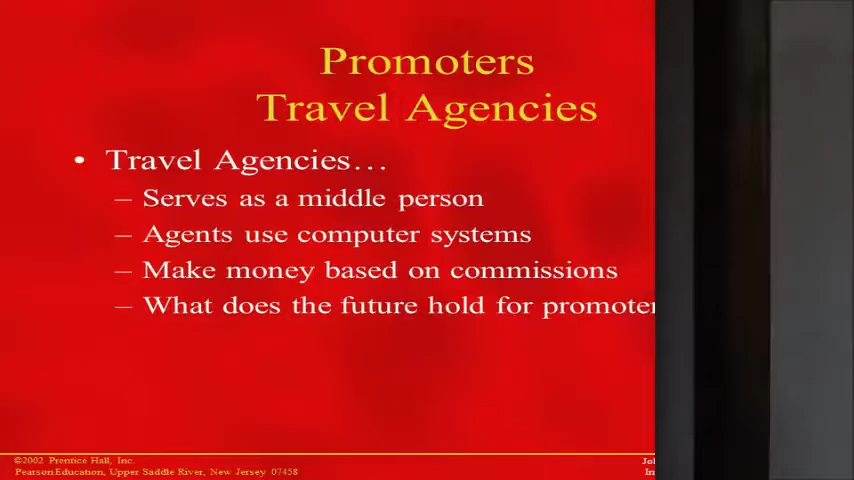 Promoters
Travel Agencies
• Travel Agencies…
– Serves as a middle person
– Agents use computer systems
– Make money based on commissions
– What does the future hold for
©2002 Prentice Hall, Inc.
Pearson Education, Upper Saddle River, New Jersey 07458